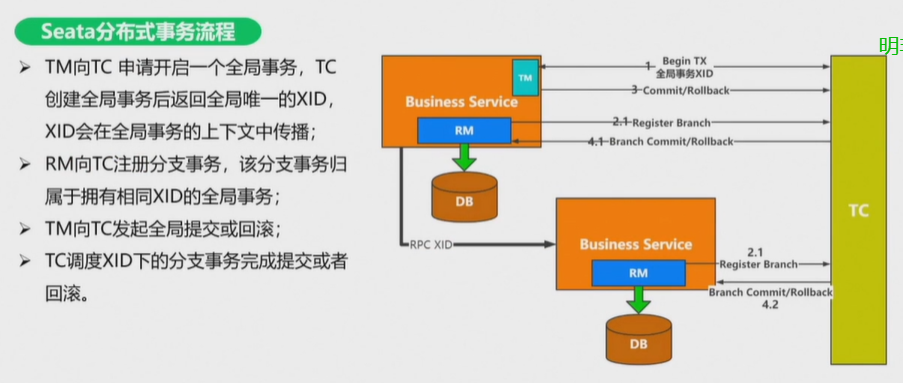 Seata分布式事务流程
➢ TM向TC 申请开启一个全局事务，TC
创建全局事务后返回全局唯一的XID，
XID会在全局事务的上下文中传播；
➢ RM向TC注册分支事务，该分支事务归
属于拥有相同XID的全局事务；
➢ TM向TC发起全局提交或回滚；
➢ TC调度XID下的分支事务完成提交或者
回滚。
TM
Business Service
RM
DB
1 Begin TX
全局事务XID
3 Commit/Rollback
2.1 Register Branch
4.1 Branch Commit/Rollback
RPC XID
Business Service
RM
DB
2.1
Register Branch
Branch Commit/Rollback
4.2
TC
明